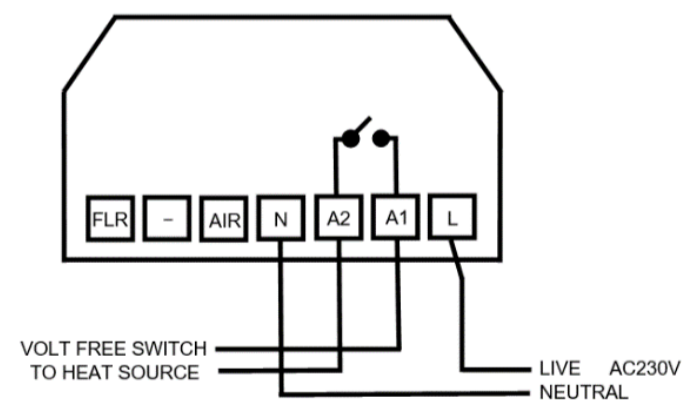 FLR – AIR N A2 A1 L
VOLT FREE SWITCH
TO HEAT SOURCE
LIVE AC230V
NEUTRAL